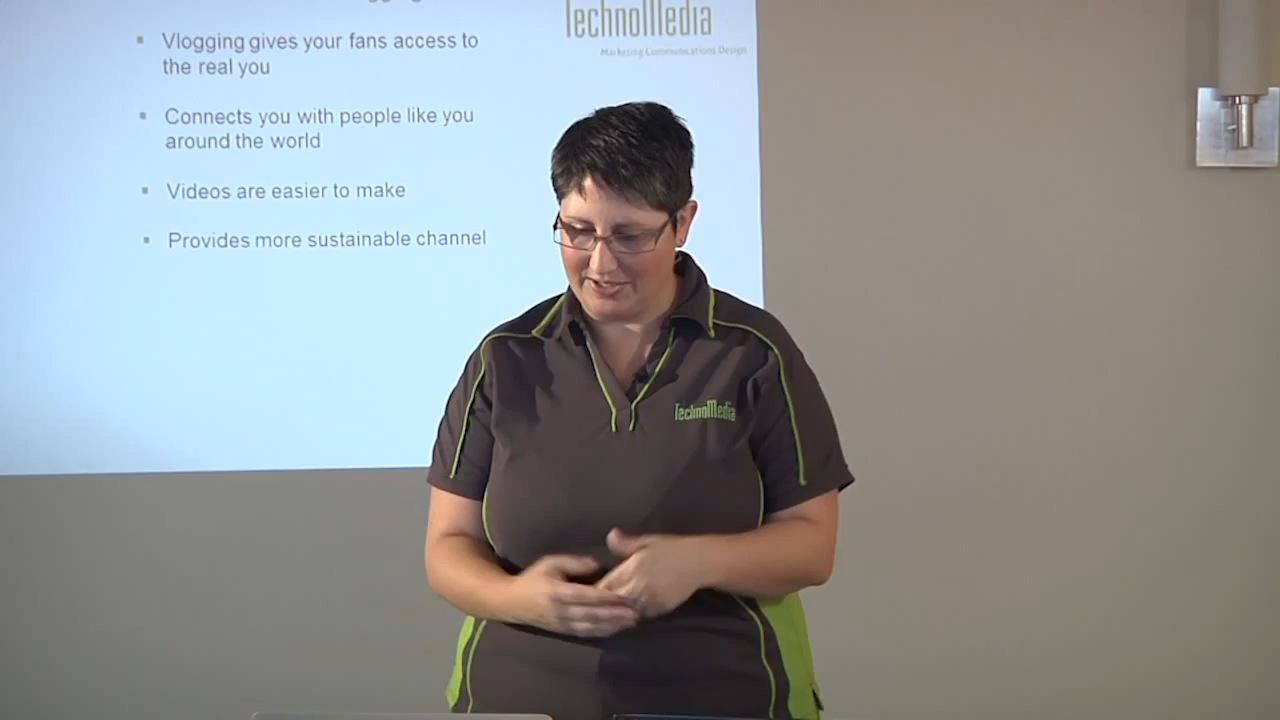 TechnoMedia
Marketing Communications Design
Vlogging gives your fans access to
the real you
Connects you with people like you
around the world
Videos are easier to make
Provides more sustainable channel
TechnoMedia